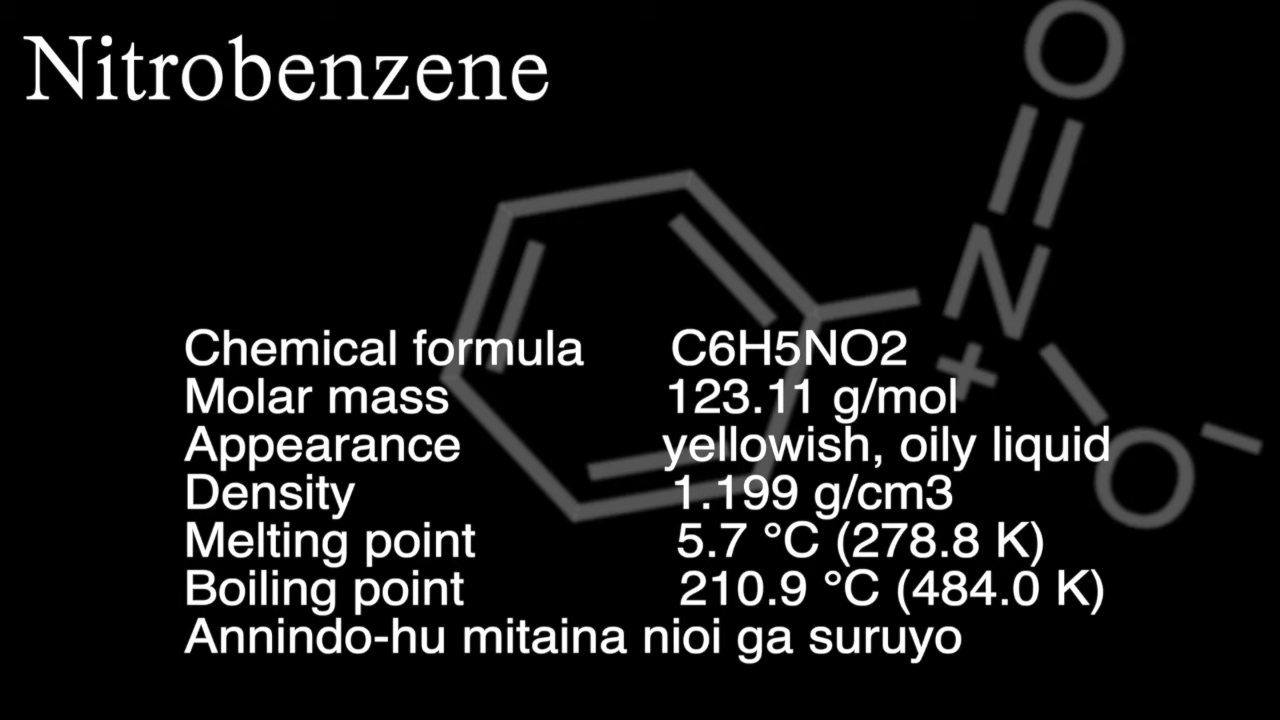 Nitrobenzene
O
N
+
O
−
Chemical formula C6H5NO2
Molar mass 123.11 g/mol
Appearance yellowish, oily liquid
Density 1.199 g/cm3
Melting point 5.7 °C (278.8 K)
Boiling point 210.9 °C (484.0 K)
Annindo-hu mitaina nioi ga suruyo